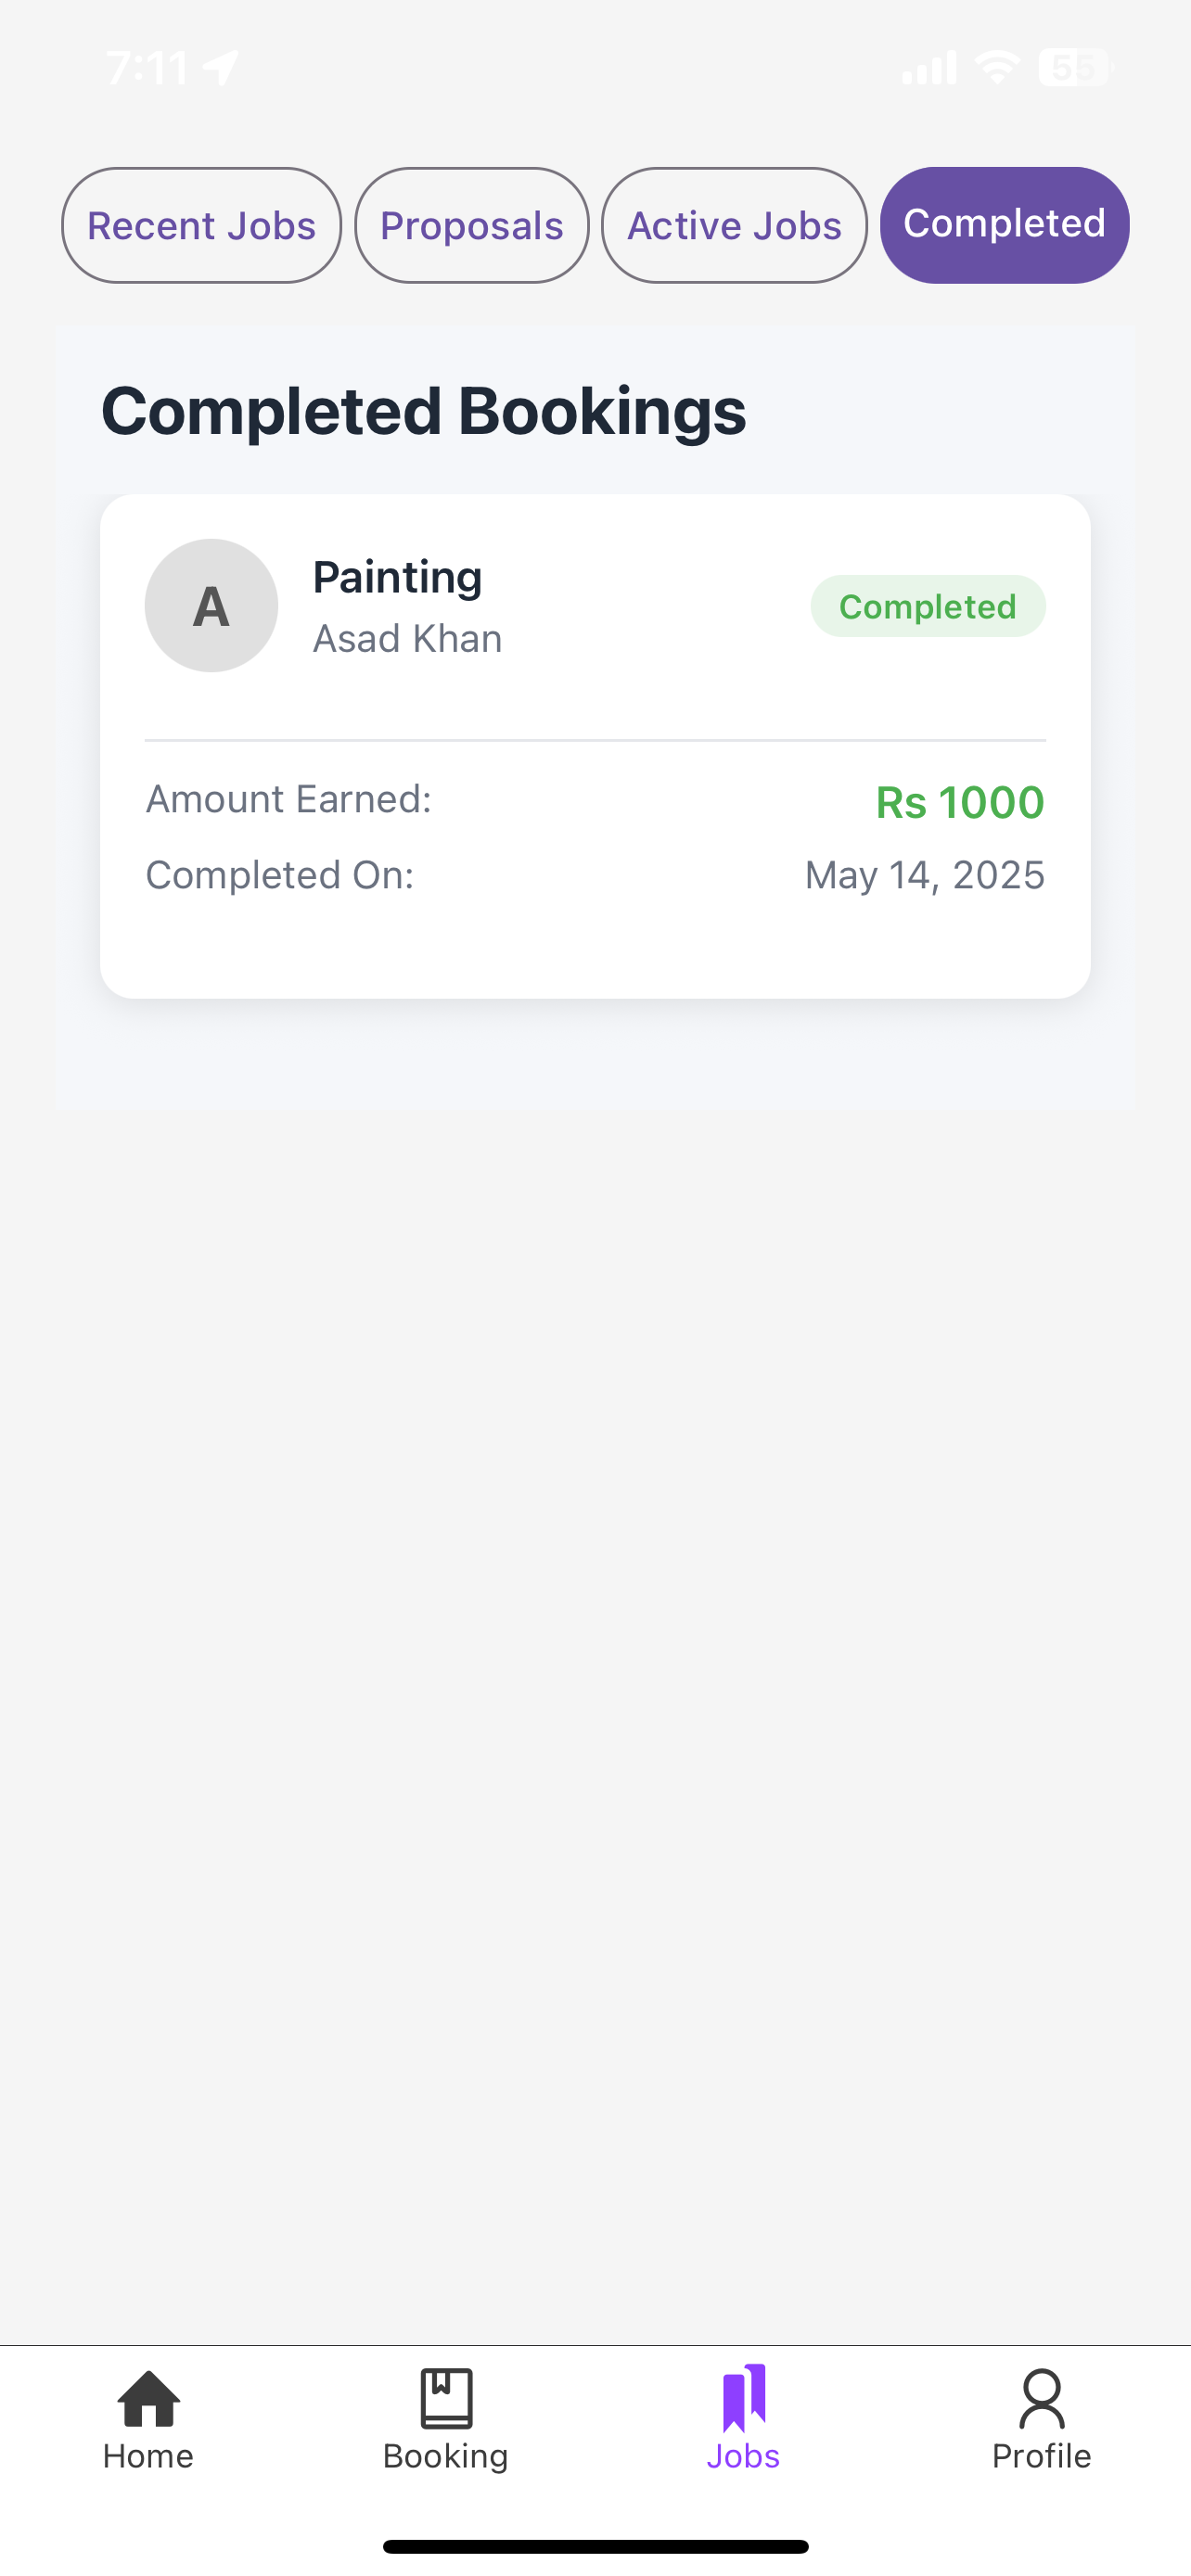 7:11 55
Recent Jobs Proposals Active Jobs Completed
Completed Bookings
A
Painting
Asad Khan
Completed
Amount Earned: Rs 1000
Completed On: May 14, 2025
Home Booking Jobs Profile